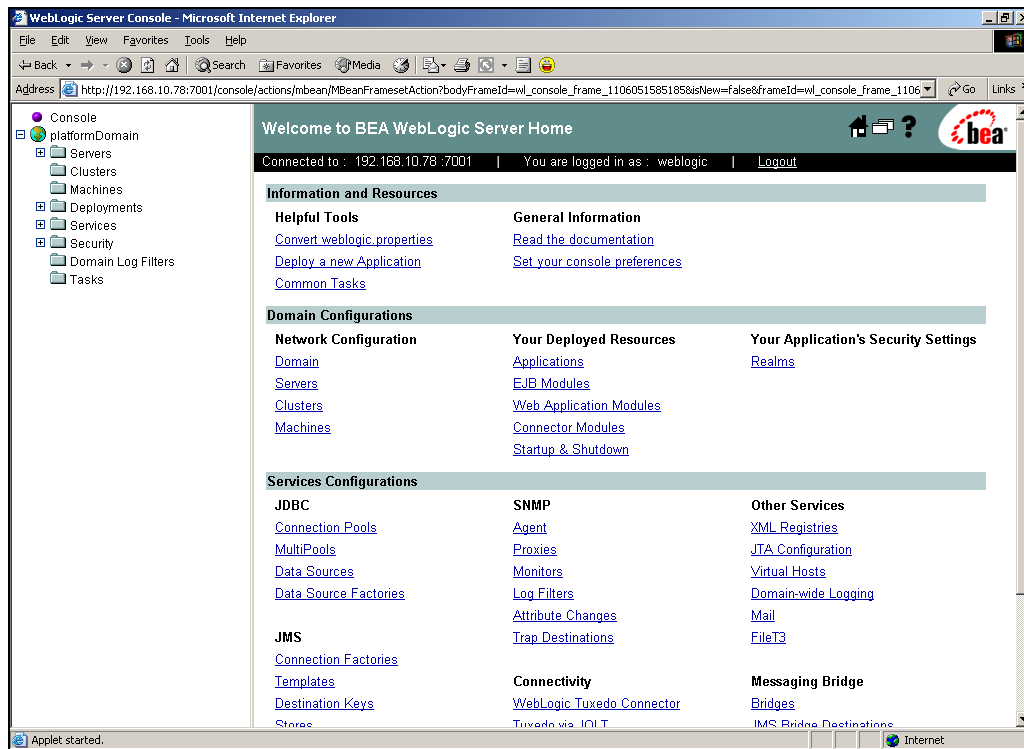 WebLogic Server Console - Microsoft Internet Explorer
File Edit View Favorites Tools Help
Back Search Favorites Media
Address http://192.168.10.78:7001/console/actions/mbean/MBeanFramesetAction?bodyFrameId=wl_console_frame_1106051585185&isNew=false&frameId=wl_console_frame_1106 Go Links
Console
platformDomain
Servers
Clusters
Machines
Deployments
Services
Security
Domain Log Filters
Tasks
Welcome to BEA WebLogic Server Home ? bea
Connected to : 192.168.10.78 :7001 | You are logged in as : weblogic | Logout
Information and Resources
Helpful Tools General Information
Convert weblogic.properties Read the documentation
Deploy a new Application Set your console preferences
Common Tasks
Domain Configurations
Network Configuration Your Deployed Resources Your Application's Security Settings
Domain Applications Realms
Servers EJB Modules
Clusters Web Application Modules
Machines Connector Modules
Startup & Shutdown
Services Configurations
JDBC SNMP Other Services
Connection Pools Agent XML Registries
MultiPools Proxies JTA Configuration
Data Sources Monitors Virtual Hosts
Data Source Factories Log Filters Domain-wide Logging
Attribute Changes Mail
JMS Trap Destinations FileT3
Connection Factories
Templates Connectivity Messaging Bridge
Destination Keys WebLogic Tuxedo Connector Bridges
Stores Tuxedo via JOLT JMS Bridge Destinations
Applet started. Internet